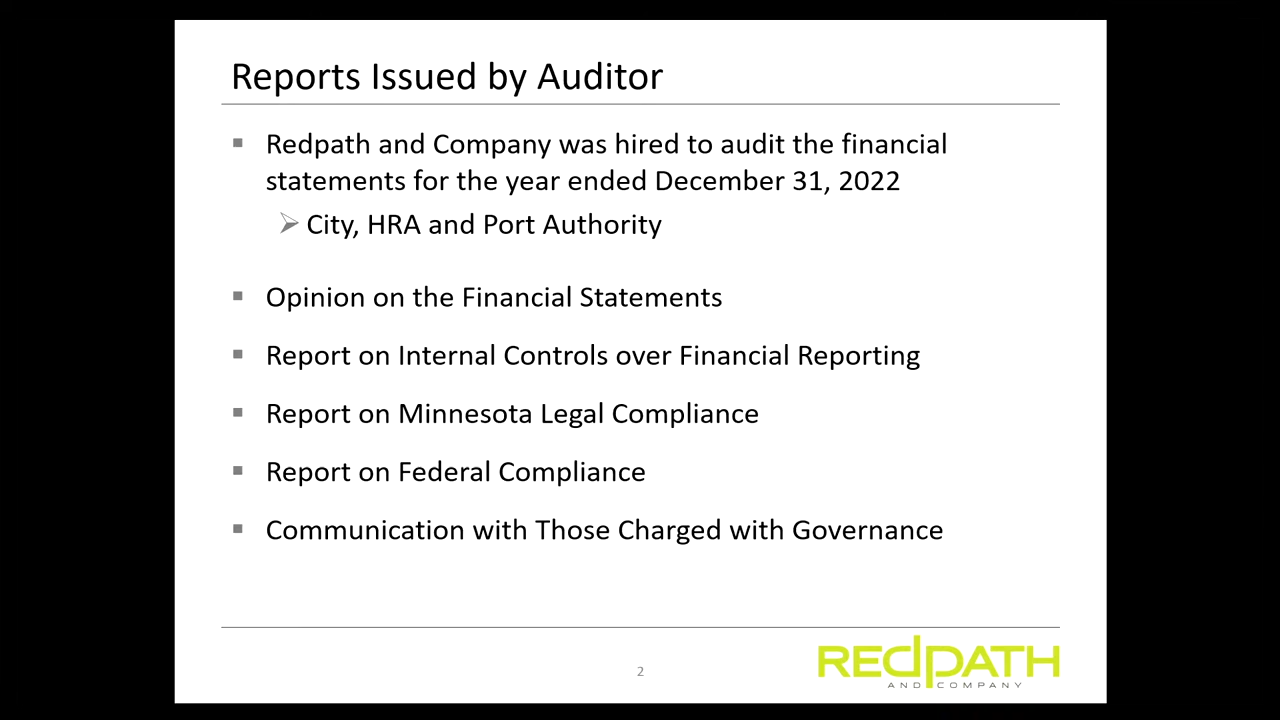 Reports Issued by Auditor
Redpath and Company was hired to audit the financial
statements for the year ended December 31, 2022
City, HRA and Port Authority
Opinion on the Financial Statements
Report on Internal Controls over Financial Reporting
Report on Minnesota Legal Compliance
Report on Federal Compliance
Communication with Those Charged with Governance
2
REDPATH
AND COMPANY